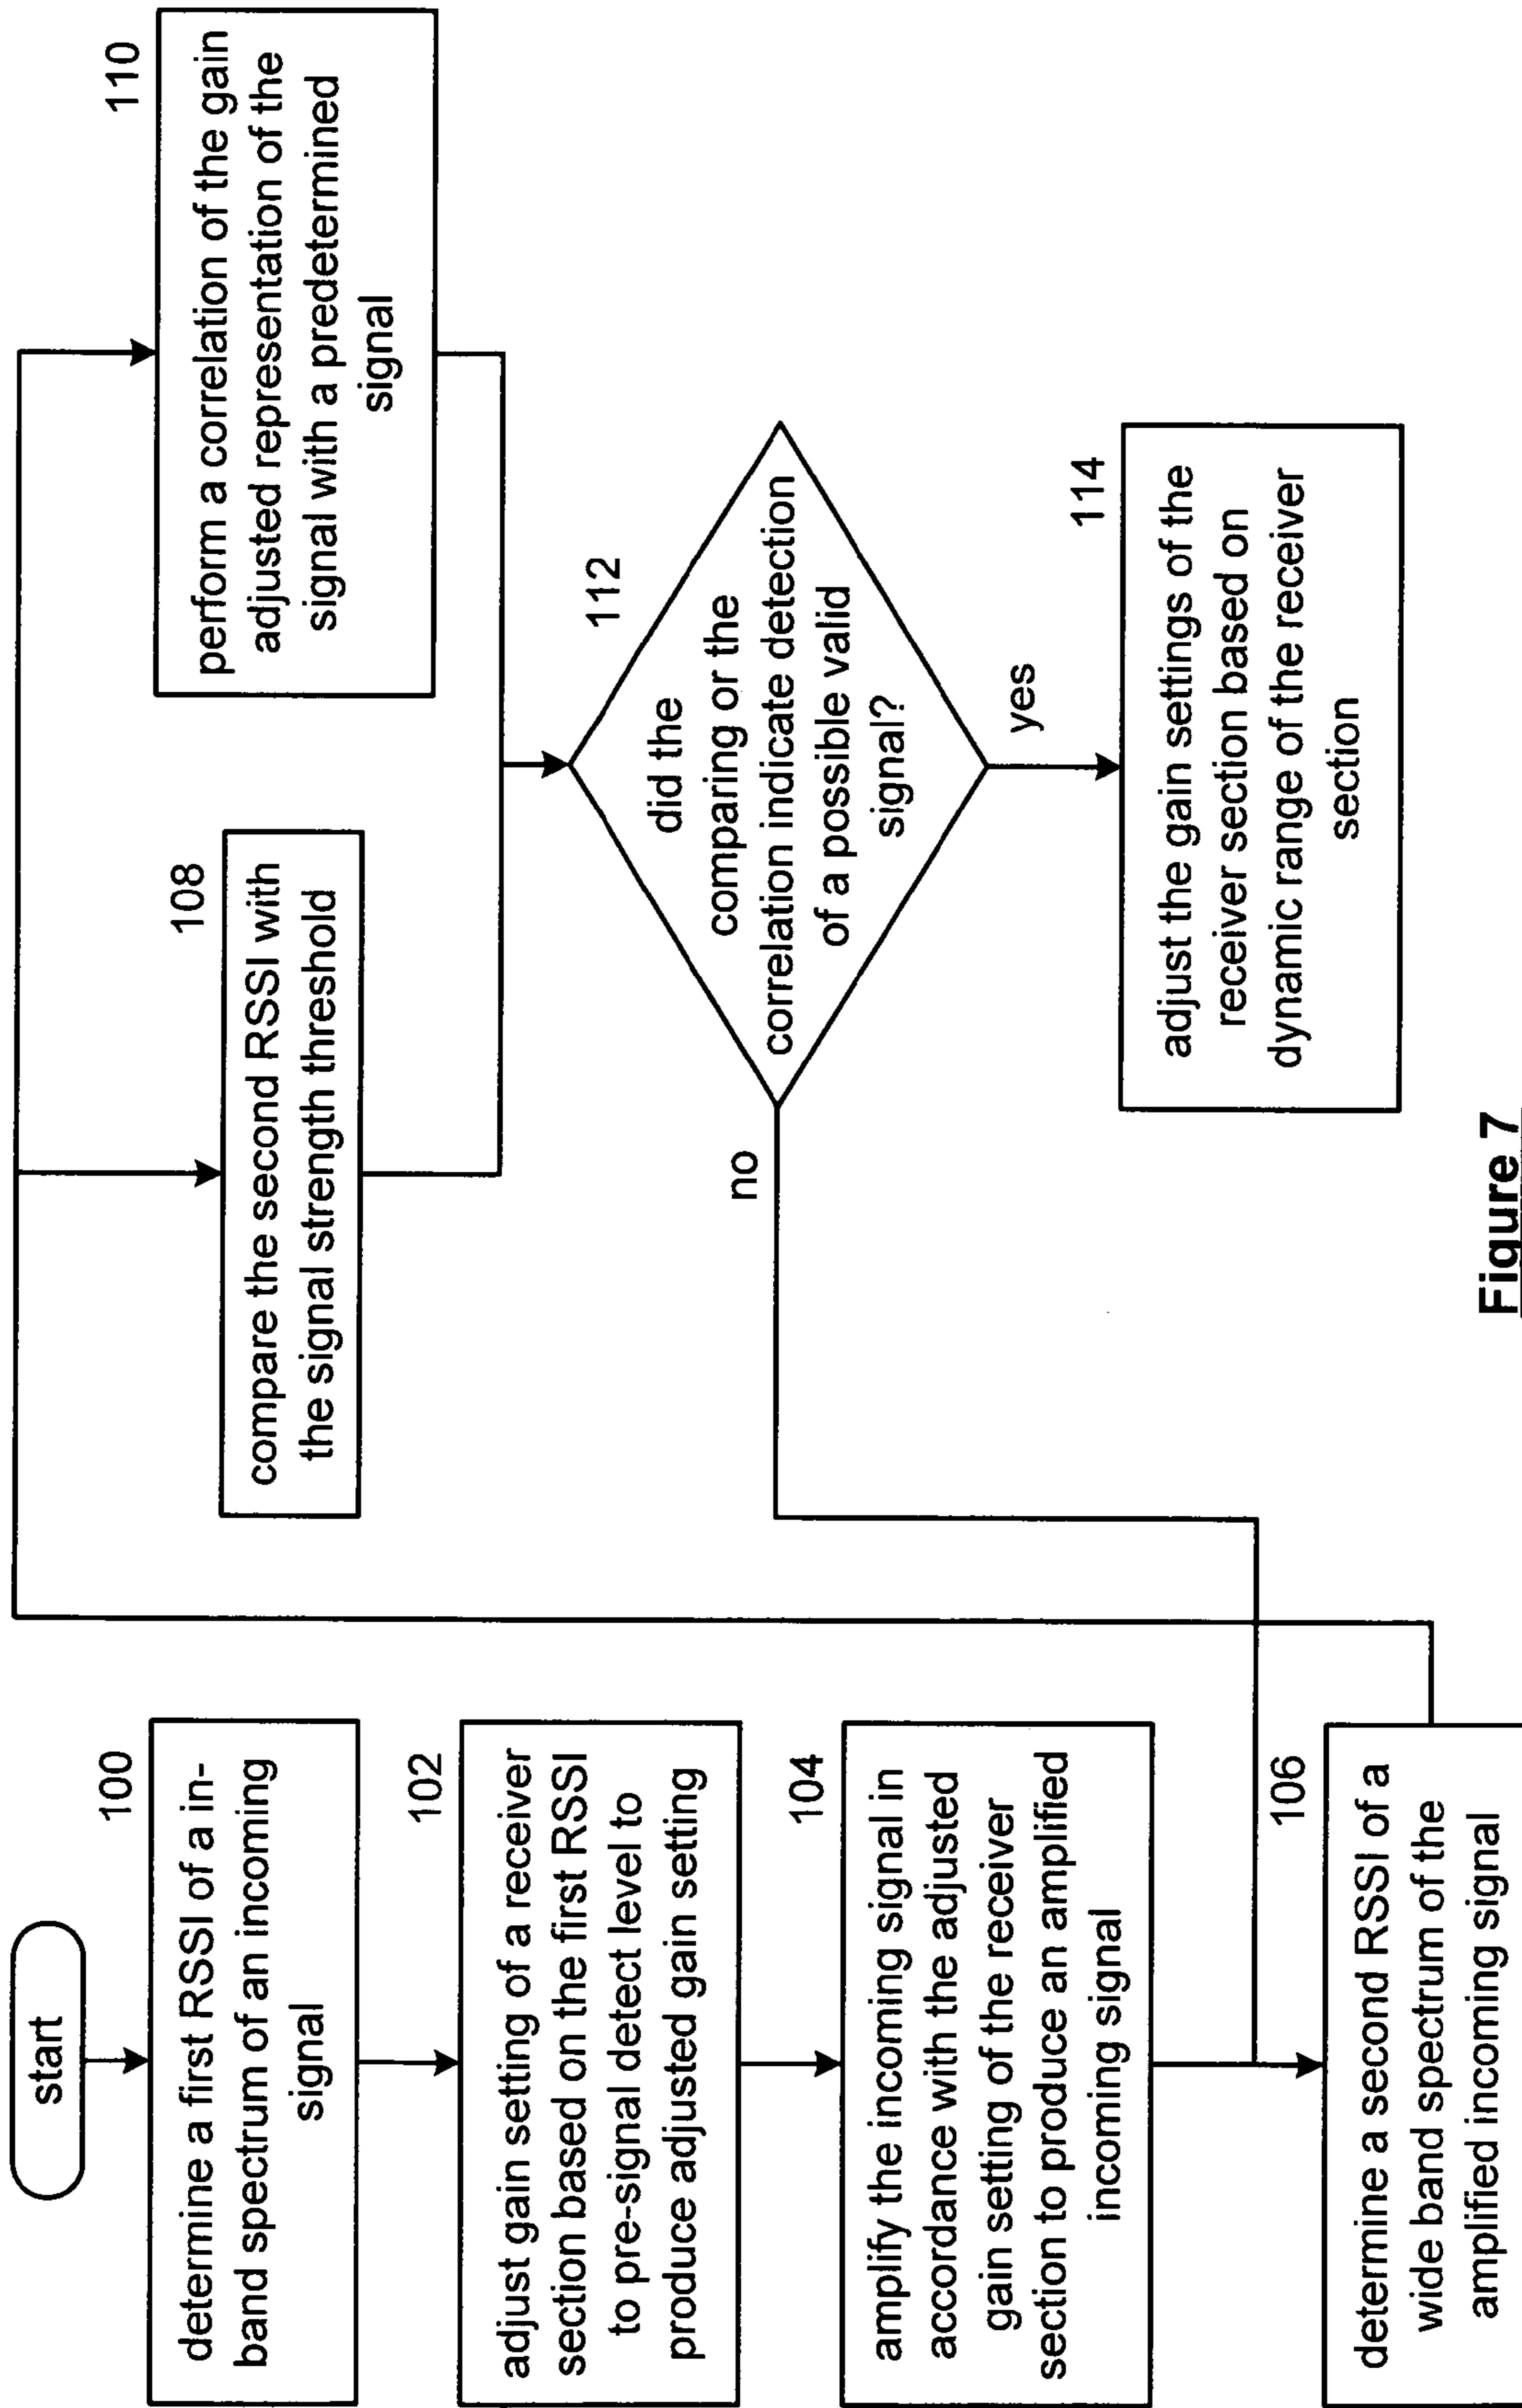 start
100
determine a first RSSI of a in-
band spectrum of an incoming
signal
102
adjust gain setting of a receiver
section based on the first RSSI
to pre-signal detect level to
produce adjusted gain setting
104
amplify the incoming signal in
accordance with the adjusted
gain setting of the receiver
section to produce an amplified
incoming signal
106
determine a second RSSI of a
wide band spectrum of the
amplified incoming signal
108
compare the second RSSI with
the signal strength threshold
110
perform a correlation of the gain
adjusted representation of the
signal with a predetermined
signal
112
did the
comparing or the
correlation indicate detection
of a possible valid
signal?
no
yes
114
adjust the gain settings of the
receiver section based on
dynamic range of the receiver
section
Figure 7